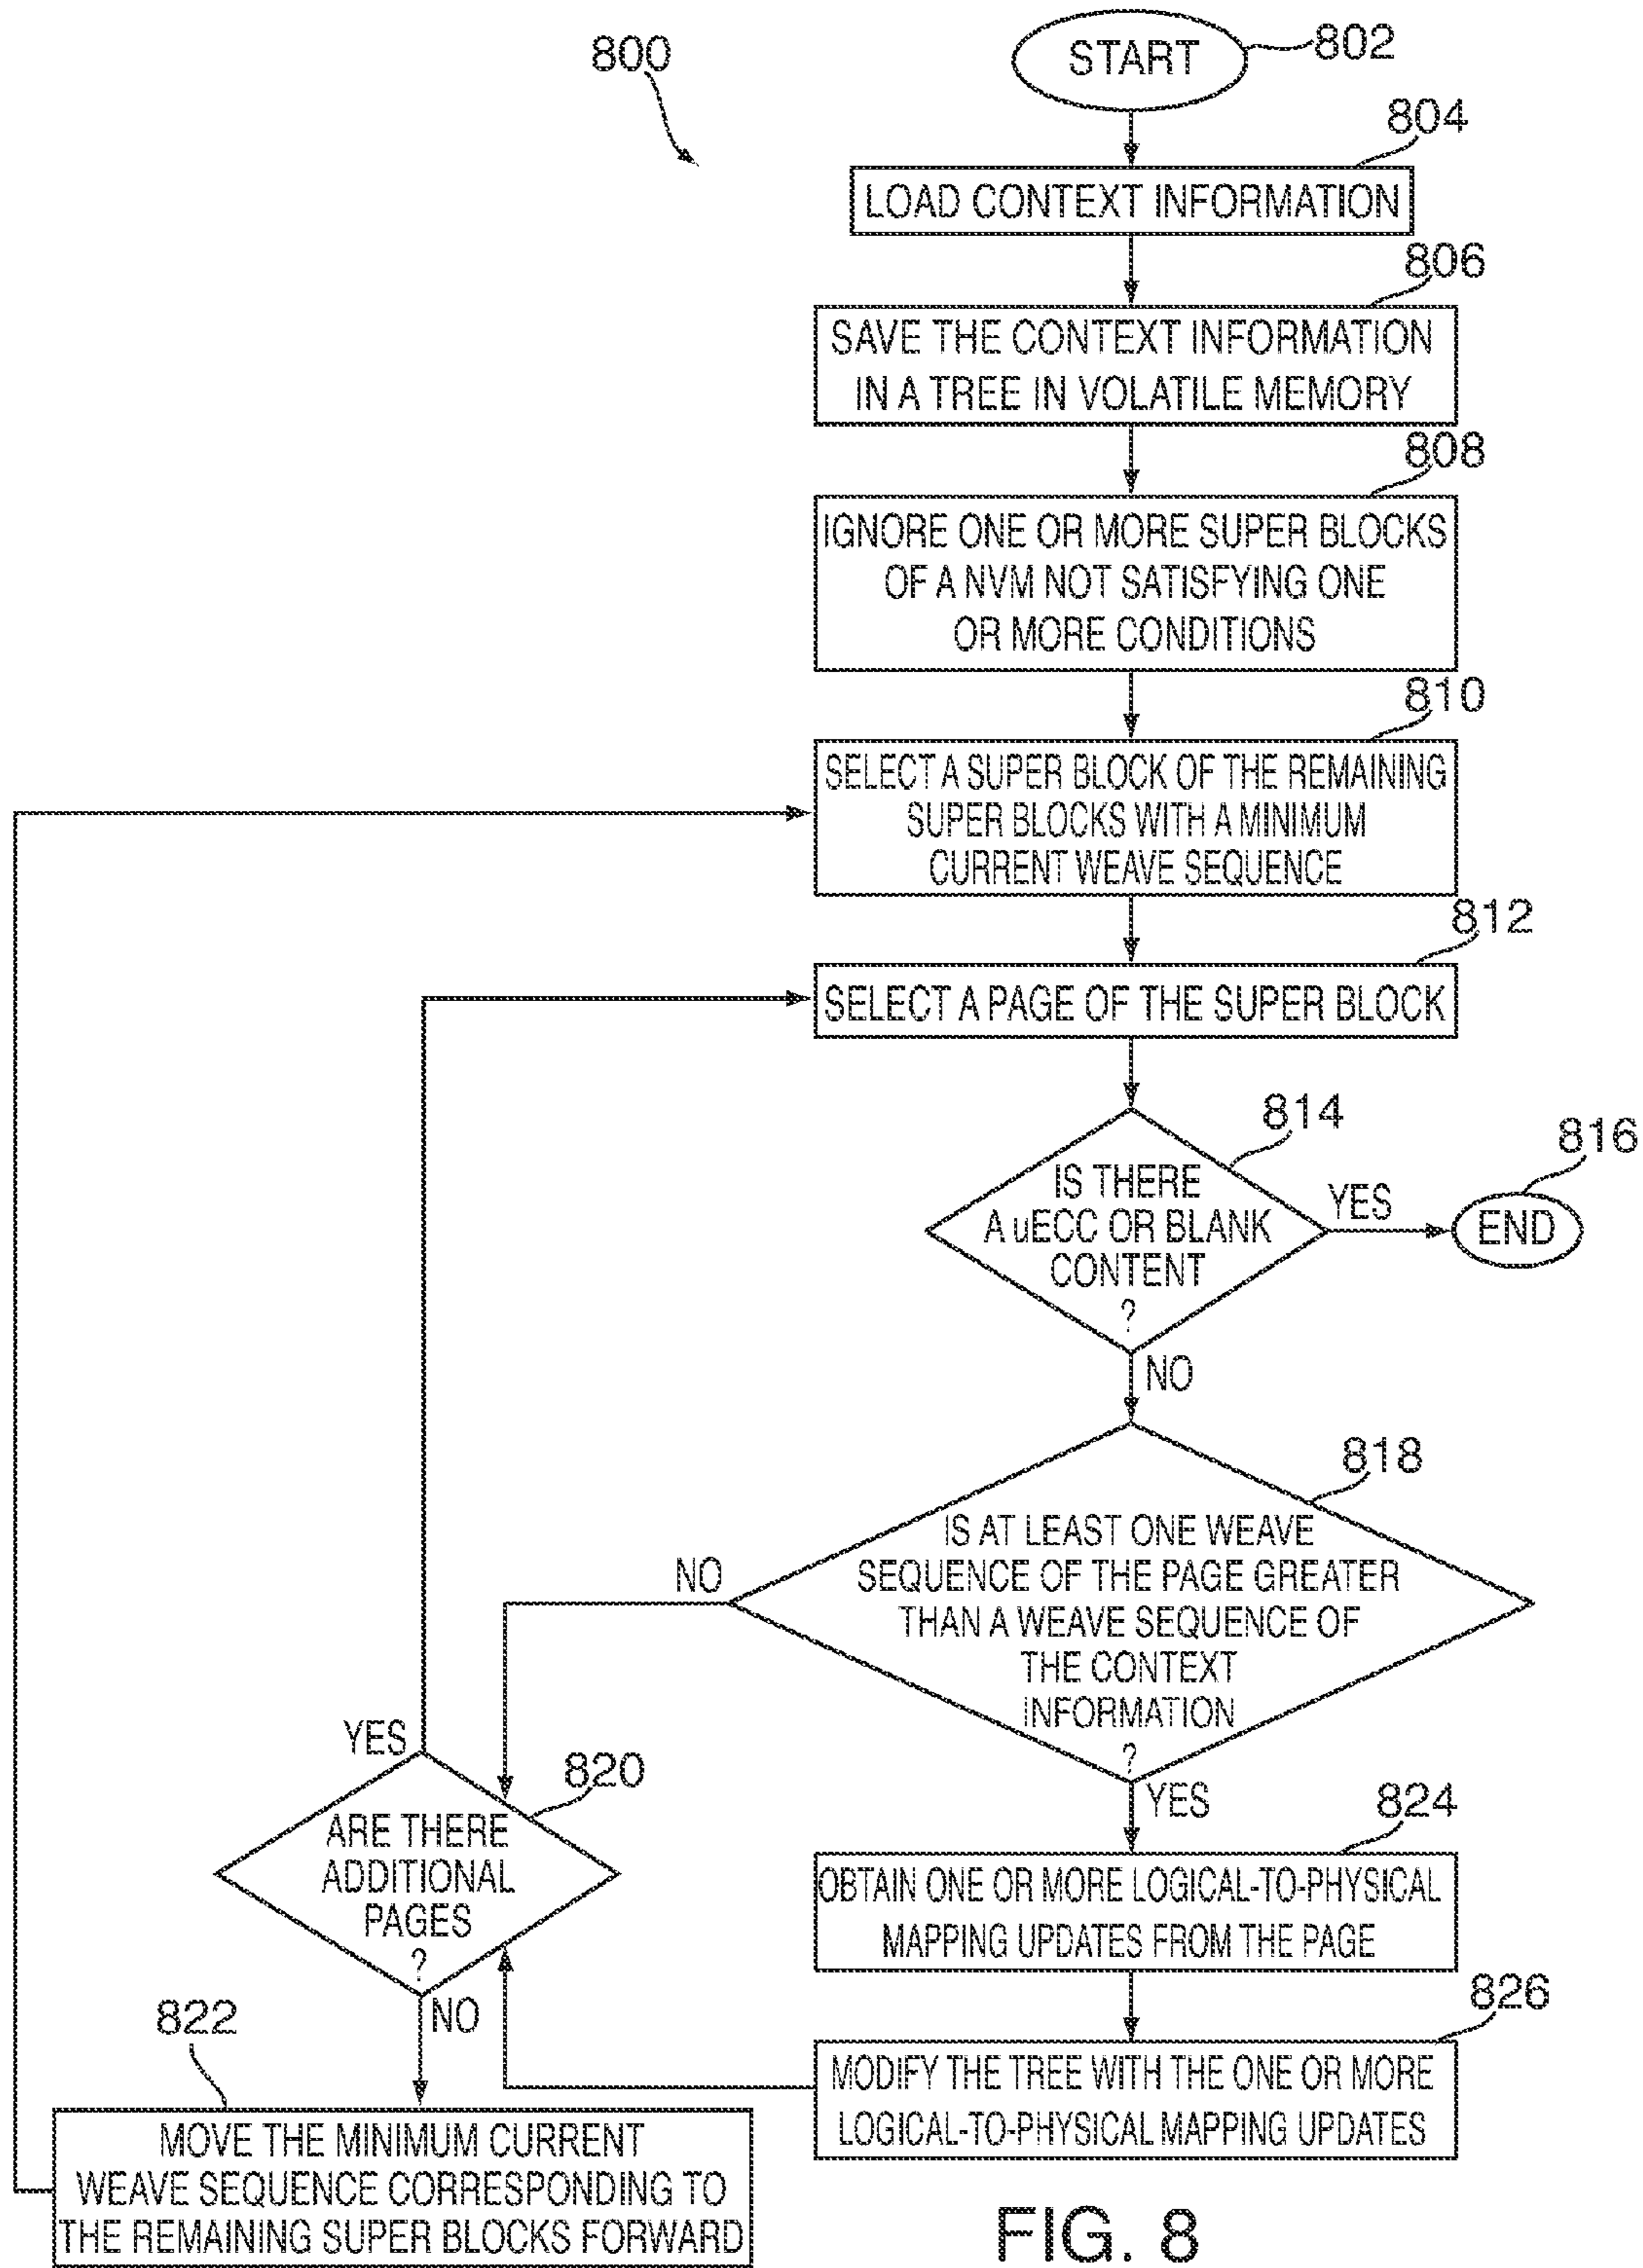 800
START
802
804
LOAD CONTEXT INFORMATION
806
SAVE THE CONTEXT INFORMATION
IN A TREE IN VOLATILE MEMORY
808
IGNORE ONE OR MORE SUPER BLOCKS
OF A NVM NOT SATISFYING ONE
OR MORE CONDITIONS
810
SELECT A SUPER BLOCK OF THE REMAINING
SUPER BLOCKS WITH A MINIMUM
CURRENT WEAVE SEQUENCE
812
SELECT A PAGE OF THE SUPER BLOCK
814
IS THERE
A uECC OR BLANK
CONTENT
?
YES
816
END
NO
818
IS AT LEAST ONE WEAVE
SEQUENCE OF THE PAGE GREATER
THAN A WEAVE SEQUENCE OF
THE CONTEXT
INFORMATION
?
NO
YES
YES
820
ARE THERE
ADDITIONAL
PAGES
?
NO
824
OBTAIN ONE OR MORE LOGICAL-TO-PHYSICAL
MAPPING UPDATES FROM THE PAGE
826
MODIFY THE TREE WITH THE ONE OR MORE
LOGICAL-TO-PHYSICAL MAPPING UPDATES
822
MOVE THE MINIMUM CURRENT
WEAVE SEQUENCE CORRESPONDING TO
THE REMAINING SUPER BLOCKS FORWARD
FIG. 8